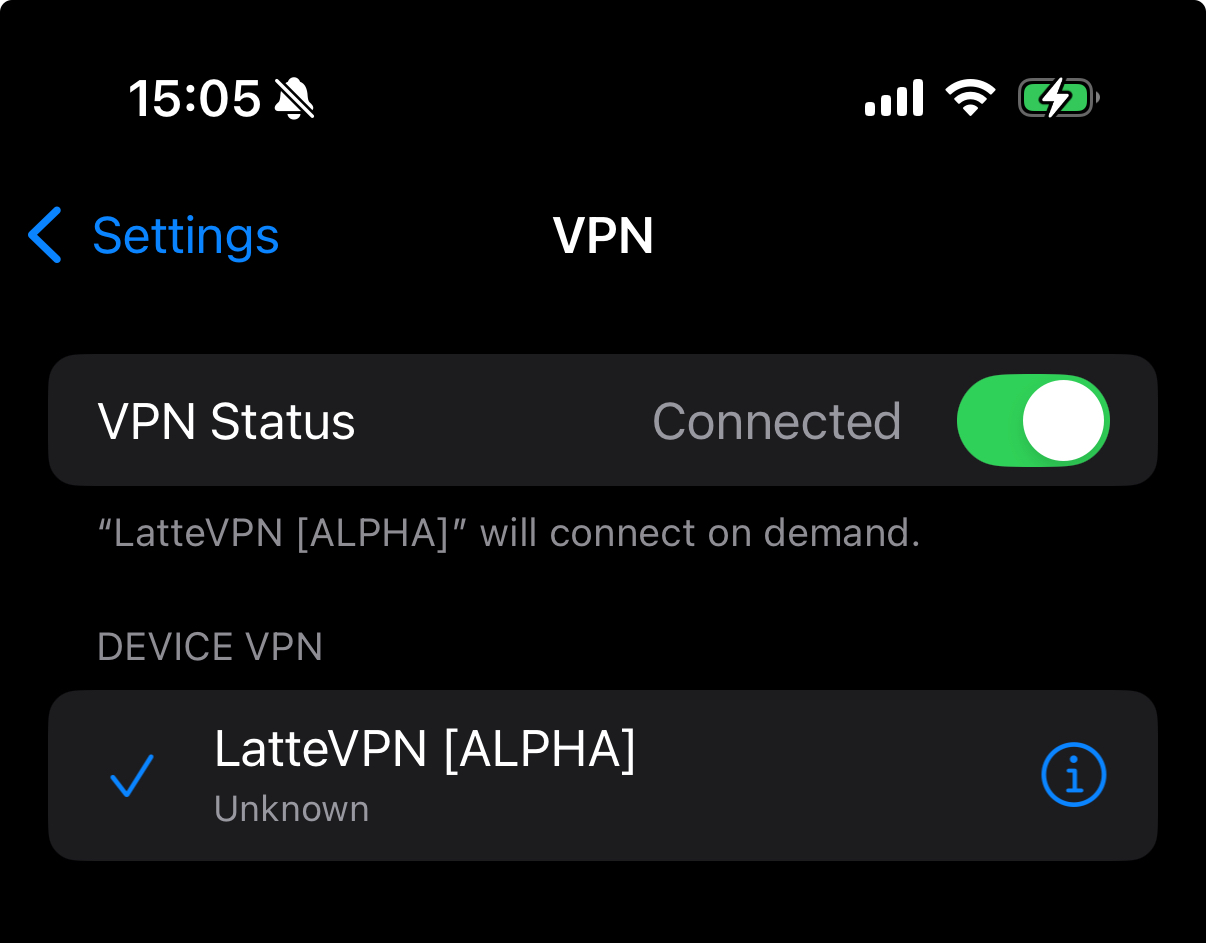 15:05
Settings
VPN
VPN Status Connected
“LatteVPN [ALPHA]” will connect on demand.
DEVICE VPN
LatteVPN [ALPHA]
Unknown